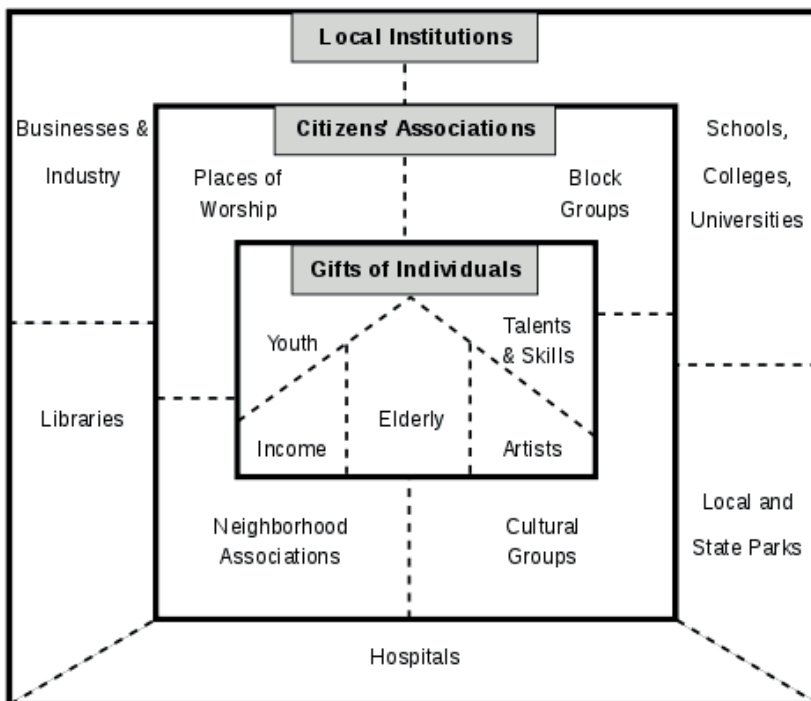 Local Institutions
Businesses &
Industry
Citizens' Associations
Schools,
Colleges,
Universities
Places of
Worship
Block
Groups
Gifts of Individuals
Youth
Talents
& Skills
Libraries
Income
Elderly
Artists
Neighborhood
Associations
Cultural
Groups
Local and
State Parks
Hospitals